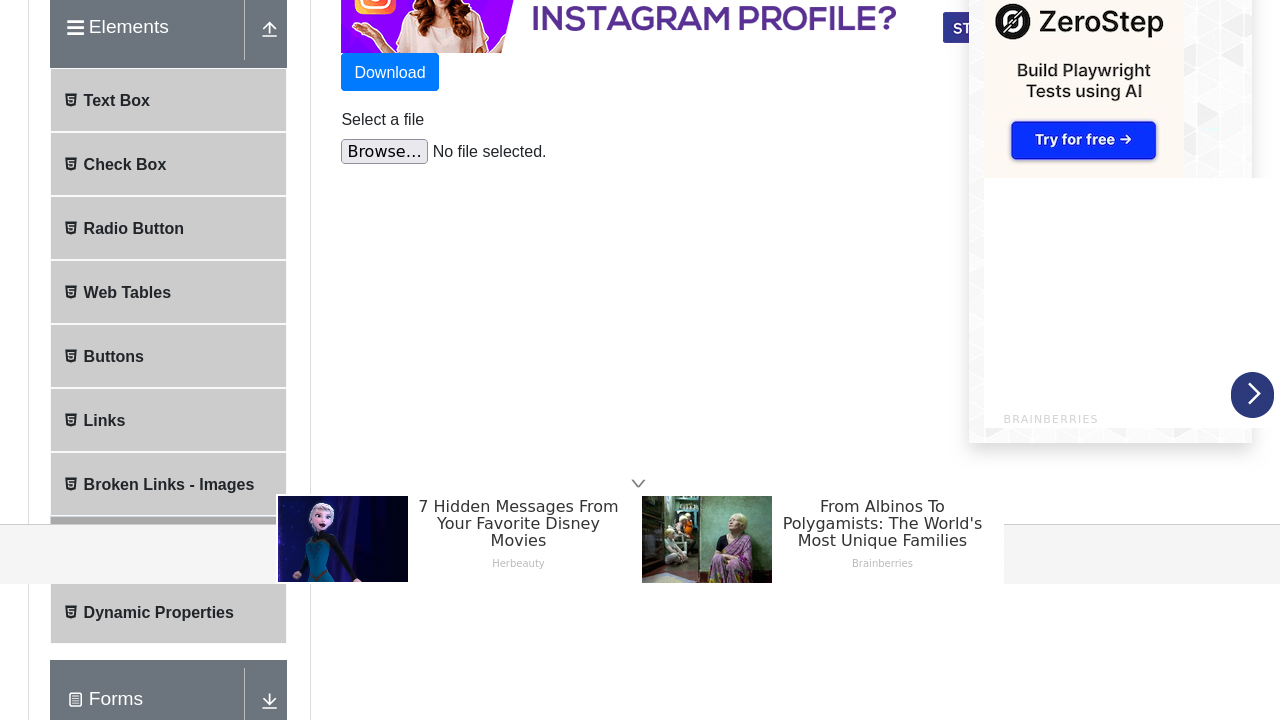 Elements
Text Box
Check Box
Radio Button
Web Tables
Buttons
Links
Broken Links - Images
Dynamic Properties
Forms
INSTAGRAM PROFILE?
ST
Download
Select a file
Browse... No file selected.
ZeroStep
Build Playwright
Tests using AI
Try for free →
BRAINBERRIES
7 Hidden Messages From
Your Favorite Disney
Movies
Herbeauty
From Albinos To
Polygamists: The World's
Most Unique Families
Brainberries